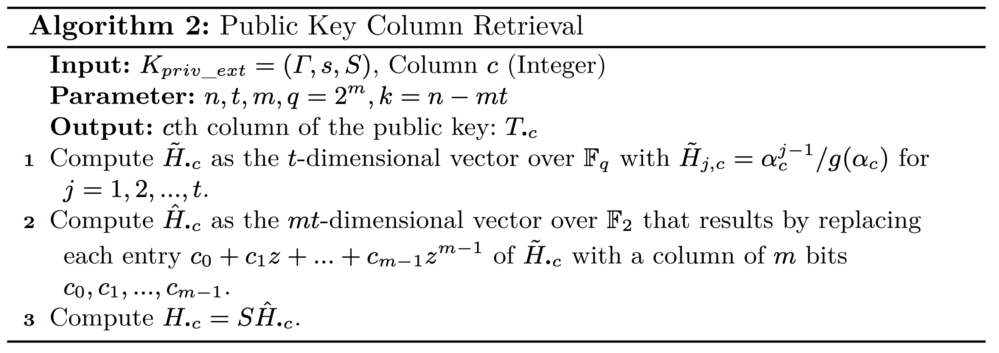 Algorithm 2: Public Key Column Retrieval
Input: $K_{priv\_ext} = (\Gamma, s, S)$, Column $c$ (Integer)
Parameter: $n, t, m, q = 2^m, k = n - mt$
Output: $c$th column of the public key: $T_{\bullet c}$
1 Compute $\tilde{H}_{\bullet c}$ as the $t$-dimensional vector over $\mathbb{F}_q$ with $\tilde{H}_{j,c} = \alpha_c^{j-1}/g(\alpha_c)$ for
$j = 1, 2, ..., t$.
2 Compute $\hat{H}_{\bullet c}$ as the $mt$-dimensional vector over $\mathbb{F}_2$ that results by replacing
each entry $c_0 + c_1 z + ... + c_{m-1} z^{m-1}$ of $\tilde{H}_{\bullet c}$ with a column of $m$ bits
$c_0, c_1, ..., c_{m-1}$.
3 Compute $H_{\bullet c} = S\hat{H}_{\bullet c}$.